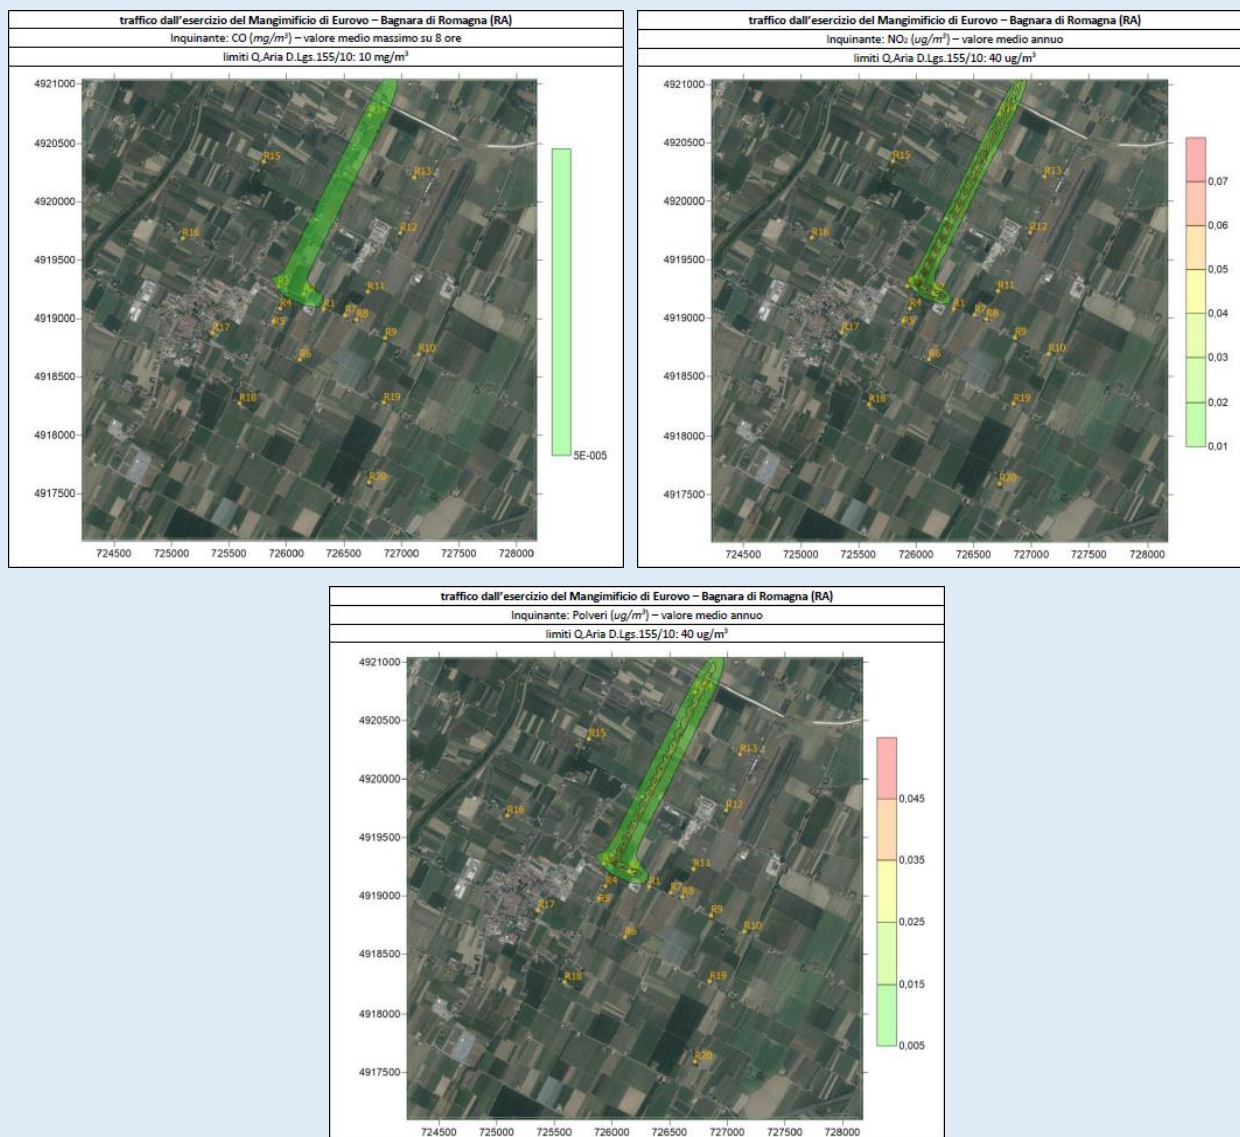 traffico dall'esercizio del Mangimificio di Eurovo – Bagnara di Romagna (RA)
Inquinante: CO (mg/m³) – valore medio massimo su 8 ore
limiti Q.Aria D.Lgs.155/10: 10 mg/m³
4921000
4920500
4920000
4919500
4919000
4918500
4918000
4917500
724500 725000 725500 726000 726500 727000 727500 728000
R14
R15
R13
R16
R12
R3
R11
R4
R1
R5
R7
R8
R17
R9
R6
R10
R18
R19
R20
5E-005
traffico dall'esercizio del Mangimificio di Eurovo – Bagnara di Romagna (RA)
Inquinante: NO₂ (ug/m³) – valore medio annuo
limiti Q.Aria D.Lgs.155/10: 40 ug/m³
4921000
4920500
4920000
4919500
4919000
4918500
4918000
4917500
724500 725000 725500 726000 726500 727000 727500 728000
R15
R13
R16
R12
R11
R4
R1
R5
R7
R8
R17
R9
R6
R10
R18
R19
R20
0,07
0,06
0,05
0,04
0,03
0,02
0,01
traffico dall'esercizio del Mangimificio di Eurovo – Bagnara di Romagna (RA)
Inquinante: Polveri (ug/m³) – valore medio annuo
limiti Q.Aria D.Lgs.155/10: 40 ug/m³
4921000
4920500
4920000
4919500
4919000
4918500
4918000
4917500
724500 725000 725500 726000 726500 727000 727500 728000
R15
R13
R16
R12
R11
R4
R1
R5
R7
R8
R17
R9
R6
R10
R18
R19
R20
0,045
0,035
0,025
0,015
0,005